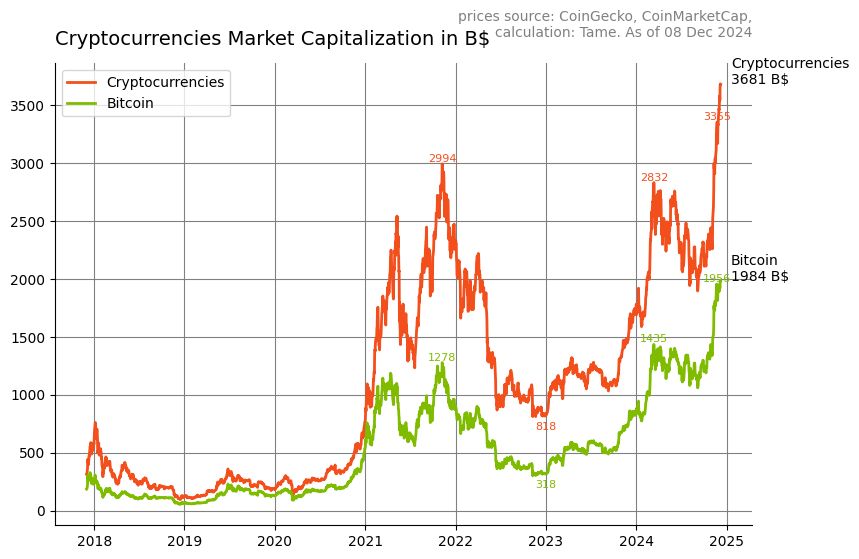 prices source: CoinGecko, CoinMarketCap,
calculation: Tame. As of 08 Dec 2024
Cryptocurrencies Market Capitalization in B$
Cryptocurrencies
Bitcoin
Cryptocurrencies
3681 B$
3355
2994
2832
Bitcoin
1984 B$
1956
1435
1278
818
318
3500
3000
2500
2000
1500
1000
500
0
2018 2019 2020 2021 2022 2023 2024 2025